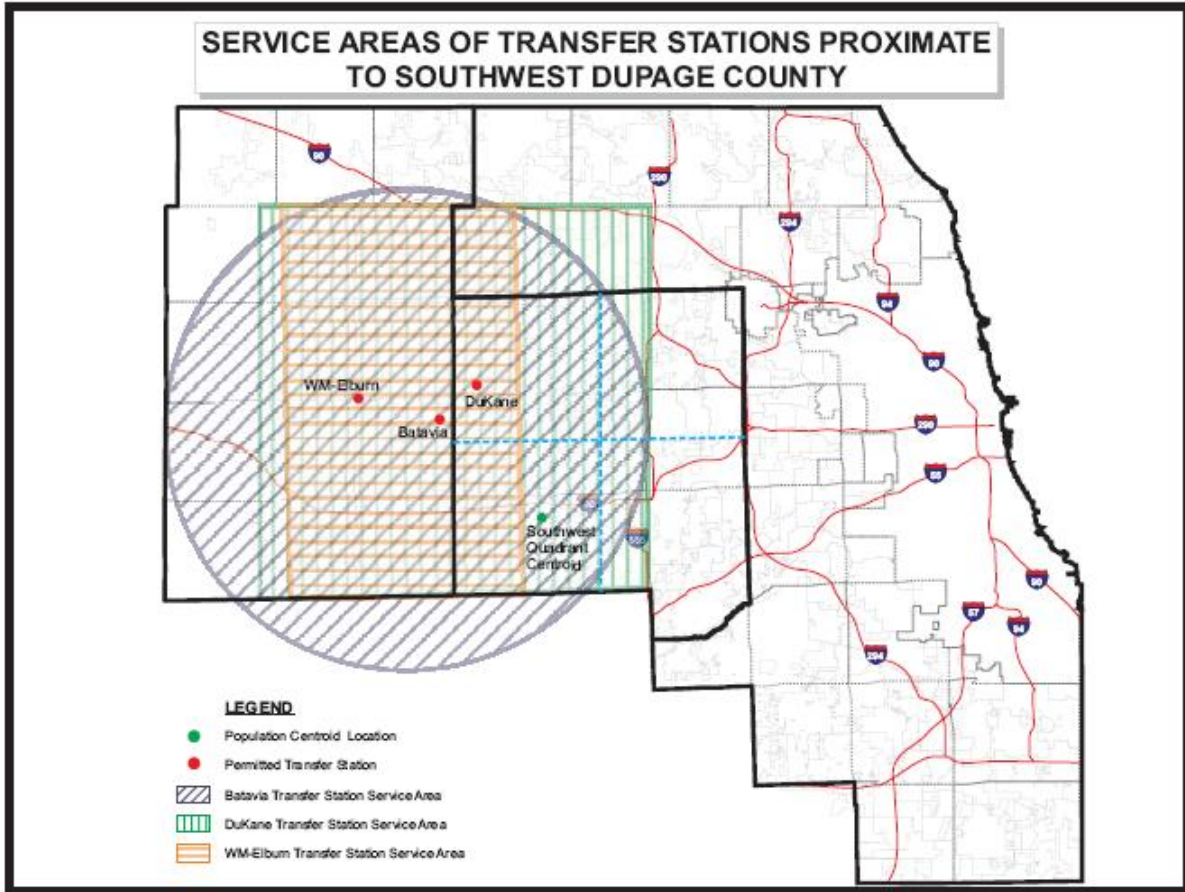 SERVICE AREAS OF TRANSFER STATIONS PROXIMATE
TO SOUTHWEST DUPAGE COUNTY
90
290
294
94
90
WM-Elburn
DuKane
Batavia
290
55
Southwest
Quadrant
Centroid
355
90
57
94
294
LEGEND
Population Centroid Location
Permitted Transfer Station
Batavia Transfer Station Service Area
DuKane Transfer Station Service Area
WM-Elburn Transfer Station Service Area